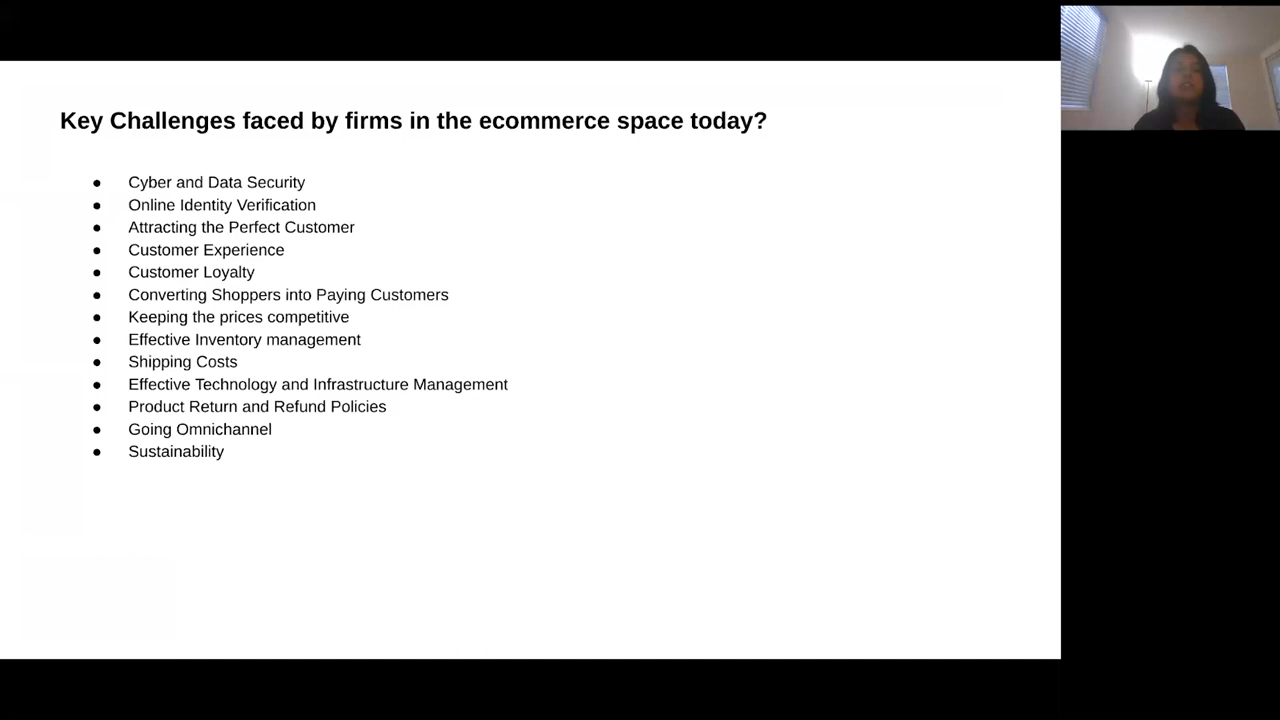 Key Challenges faced by firms in the ecommerce space today?
● Cyber and Data Security
● Online Identity Verification
● Attracting the Perfect Customer
● Customer Experience
● Customer Loyalty
● Converting Shoppers into Paying Customers
● Keeping the prices competitive
● Effective Inventory management
● Shipping Costs
● Effective Technology and Infrastructure Management
● Product Return and Refund Policies
● Going Omnichannel
● Sustainability